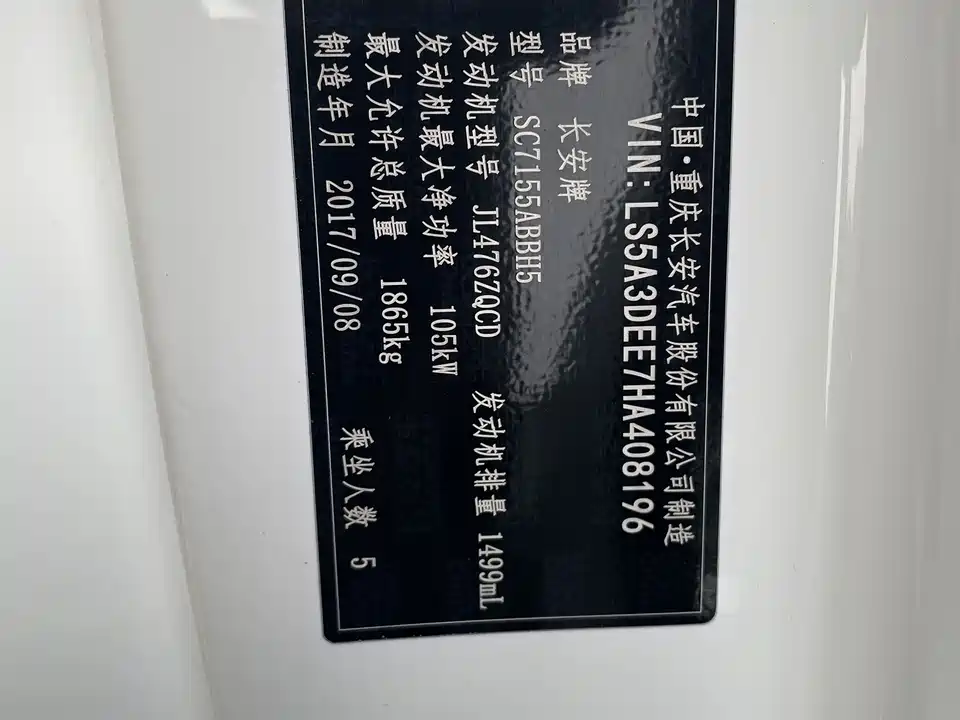 中国·重庆长安汽车股份有限公司制造
VIN:LS5A3DEE7HA408196
品牌 长安牌
型号 SC7155ABBH5
发动机型号 JL476ZQCD 发动机排量 1499mL
发动机最大净功率 105kW
最大允许总质量 1865kg
制造年月 2017/09/08 乘坐人数 5